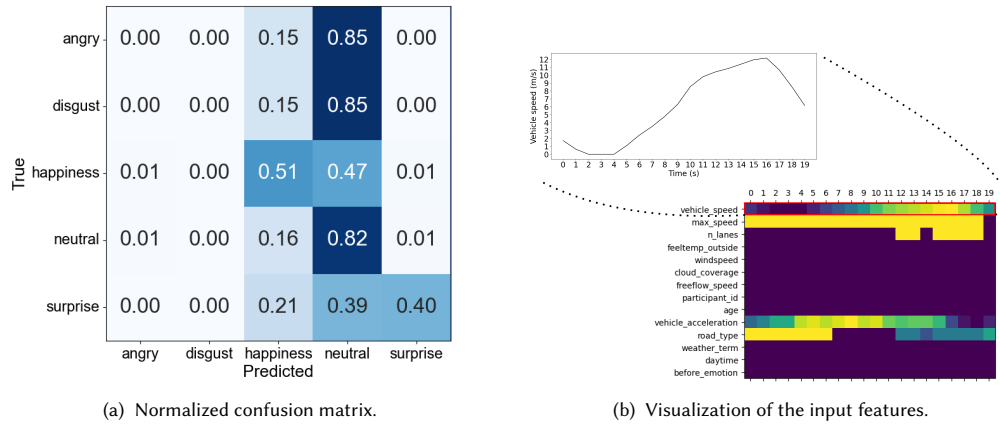 True
angry 0.00 0.00 0.15 0.85 0.00
disgust 0.00 0.00 0.15 0.85 0.00
happiness 0.01 0.00 0.51 0.47 0.01
neutral 0.01 0.00 0.16 0.82 0.01
surprise 0.00 0.00 0.21 0.39 0.40
angry disgust happiness neutral surprise
Predicted
(a) Normalized confusion matrix.
Vehicle speed (m/s)
12
11
10
9
8
7
6
5
4
3
2
1
0
0 1 2 3 4 5 6 7 8 9 10 11 12 13 14 15 16 17 18 19
Time (s)
0 1 2 3 4 5 6 7 8 9 10 11 12 13 14 15 16 17 18 19
vehicle_speed
max_speed
n_lanes
feeltemp_outside
windspeed
cloud_coverage
freeflow_speed
participant_id
age
vehicle_acceleration
road_type
weather_term
daytime
before_emotion
(b) Visualization of the input features.